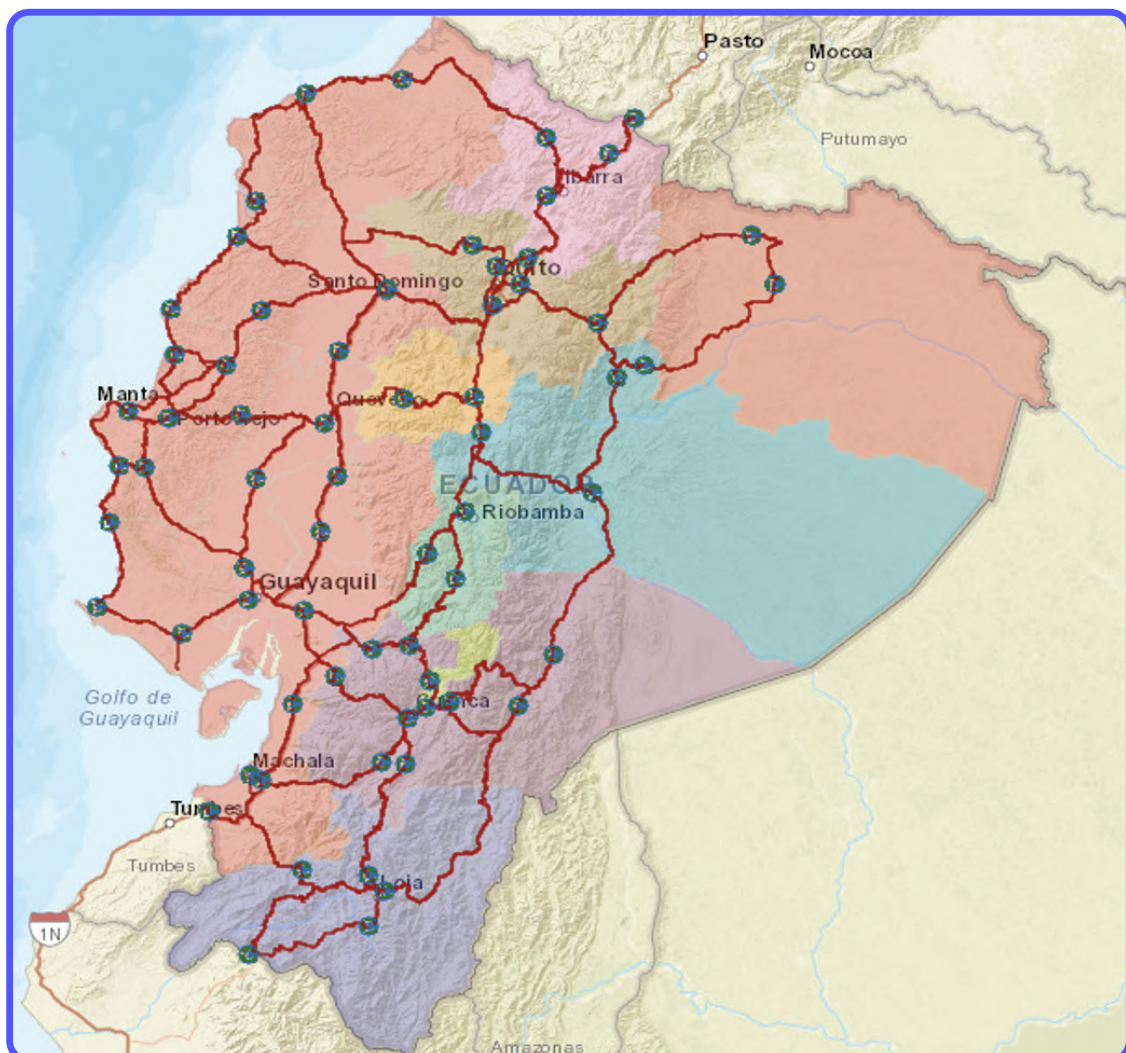 Pasto
Mocoa
Putumayo
Ibarra
Quito
Santo Domingo
Manta
Quevedo
Portoviejo
ECUADOR
Riobamba
Guayaquil
Golfo de
Guayaquil
Cuenca
Machala
Tumbes
Tumbes
Loja
1N
Amazonas